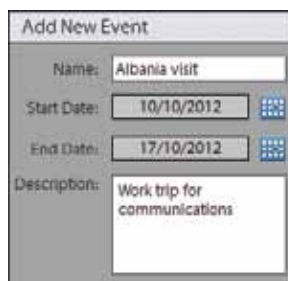 Add New Event
Name: Albania visit
Start Date: 10/10/2012
End Date: 17/10/2012
Description: Work trip for
communications